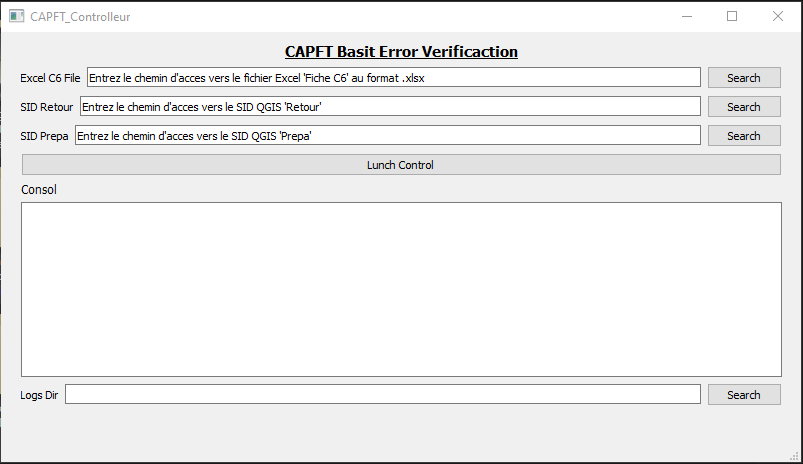 CAPFT_Controlleur
CAPFT Basit Error Verificaction
Excel C6 File Entrez le chemin d'acces vers le fichier Excel 'Fiche C6' au format .xlsx Search
SID Retour Entrez le chemin d'acces vers le SID QGIS 'Retour' Search
SID Prepa Entrez le chemin d'acces vers le SID QGIS 'Prepa' Search
Lunch Control
Consol
Logs Dir Search